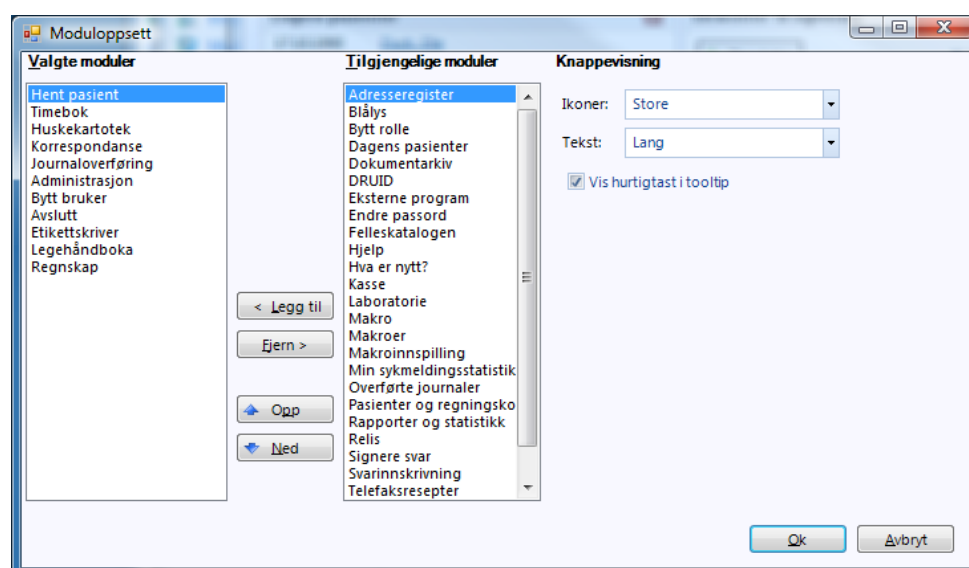 Moduloppsett
Valgte moduler
Hent pasient
Timebok
Huskekartotek
Korrespondanse
Journaloverføring
Administrasjon
Bytt bruker
Avslutt
Etikettskriver
Legehåndboka
Regnskap
< Legg til
Fjern >
Opp
Ned
Tilgjengelige moduler
Adresseregister
Blålys
Bytt rolle
Dagens pasienter
Dokumentarkiv
DRUID
Eksterne program
Endre passord
Felleskatalogen
Hjelp
Hva er nytt?
Kasse
Laboratorie
Makro
Makroer
Makroinnspilling
Min sykmeldingsstatistik
Overførte journaler
Pasienter og regningsko
Rapporter og statistikk
Relis
Signere svar
Svarinnskrivning
Telefaksresepter
Knappevisning
Ikoner: Store
Tekst: Lang
Vis hurtigtast i tooltip
Ok
Avbryt